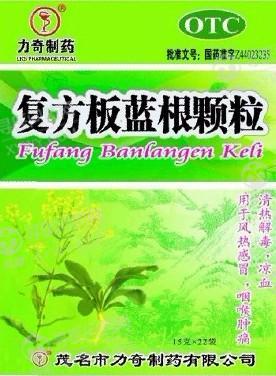 力奇制药
LIQI PHARMACEUTICAL
OTC
批准文号：国药准字Z44023235
复方板蓝根颗粒
Fufang Banlangen Keli
清热解毒，凉血
用于风热感冒，咽喉肿痛
15克×22袋
茂名市力奇制药有限公司